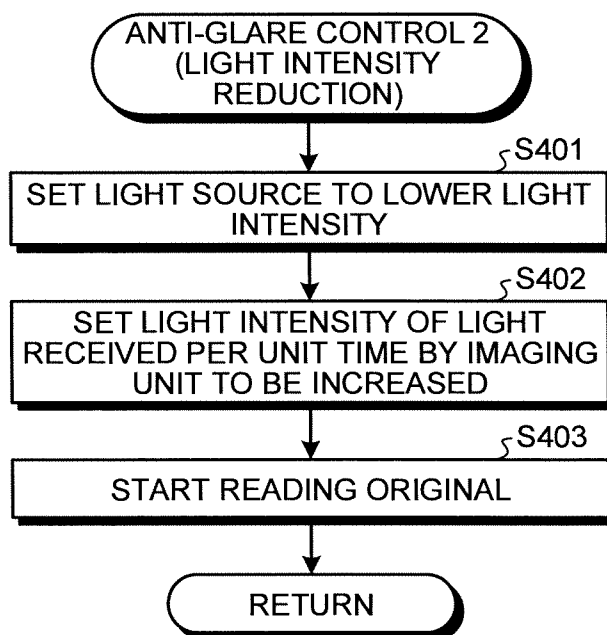 ANTI-GLARE CONTROL 2
(LIGHT INTENSITY
REDUCTION)
S401
SET LIGHT SOURCE TO LOWER LIGHT
INTENSITY
S402
SET LIGHT INTENSITY OF LIGHT
RECEIVED PER UNIT TIME BY IMAGING
UNIT TO BE INCREASED
S403
START READING ORIGINAL
RETURN